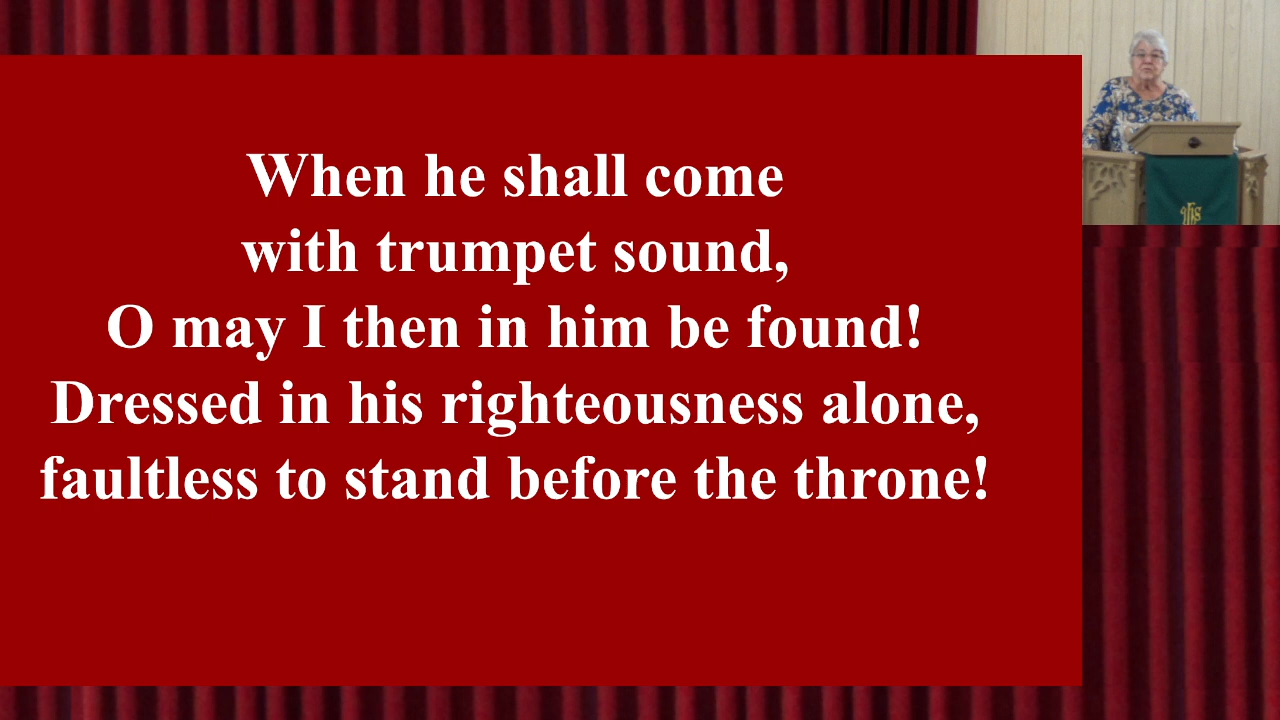 When he shall come
with trumpet sound,
O may I then in him be found!
Dressed in his righteousness alone,
faultless to stand before the throne!
IHS